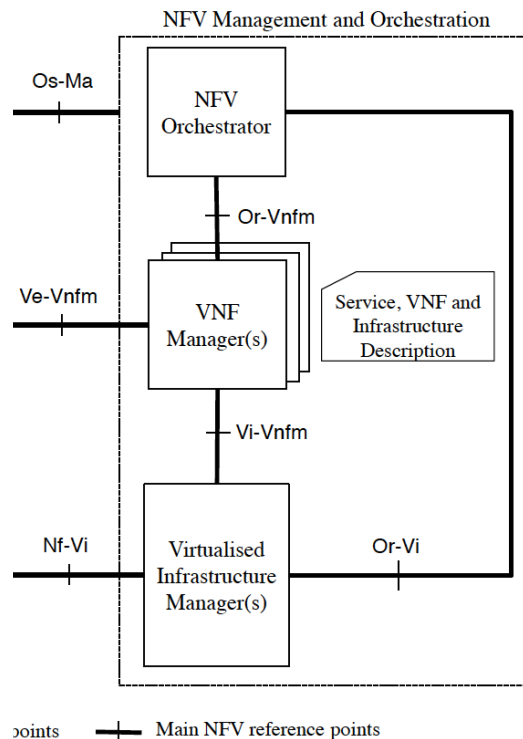 NFV Management and Orchestration
Os-Ma
NFV
Orchestrator
Or-Vnfm
Ve-Vnfm
VNF
Manager(s)
Service, VNF and
Infrastructure
Description
Vi-Vnfm
Nf-Vi
Virtualised
Infrastructure
Manager(s)
Or-Vi
points Main NFV reference points